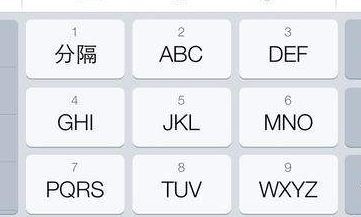 1 2 3
分隔 ABC DEF
4 5 6
GHI JKL MNO
7 8 9
PQRS TUV WXYZ